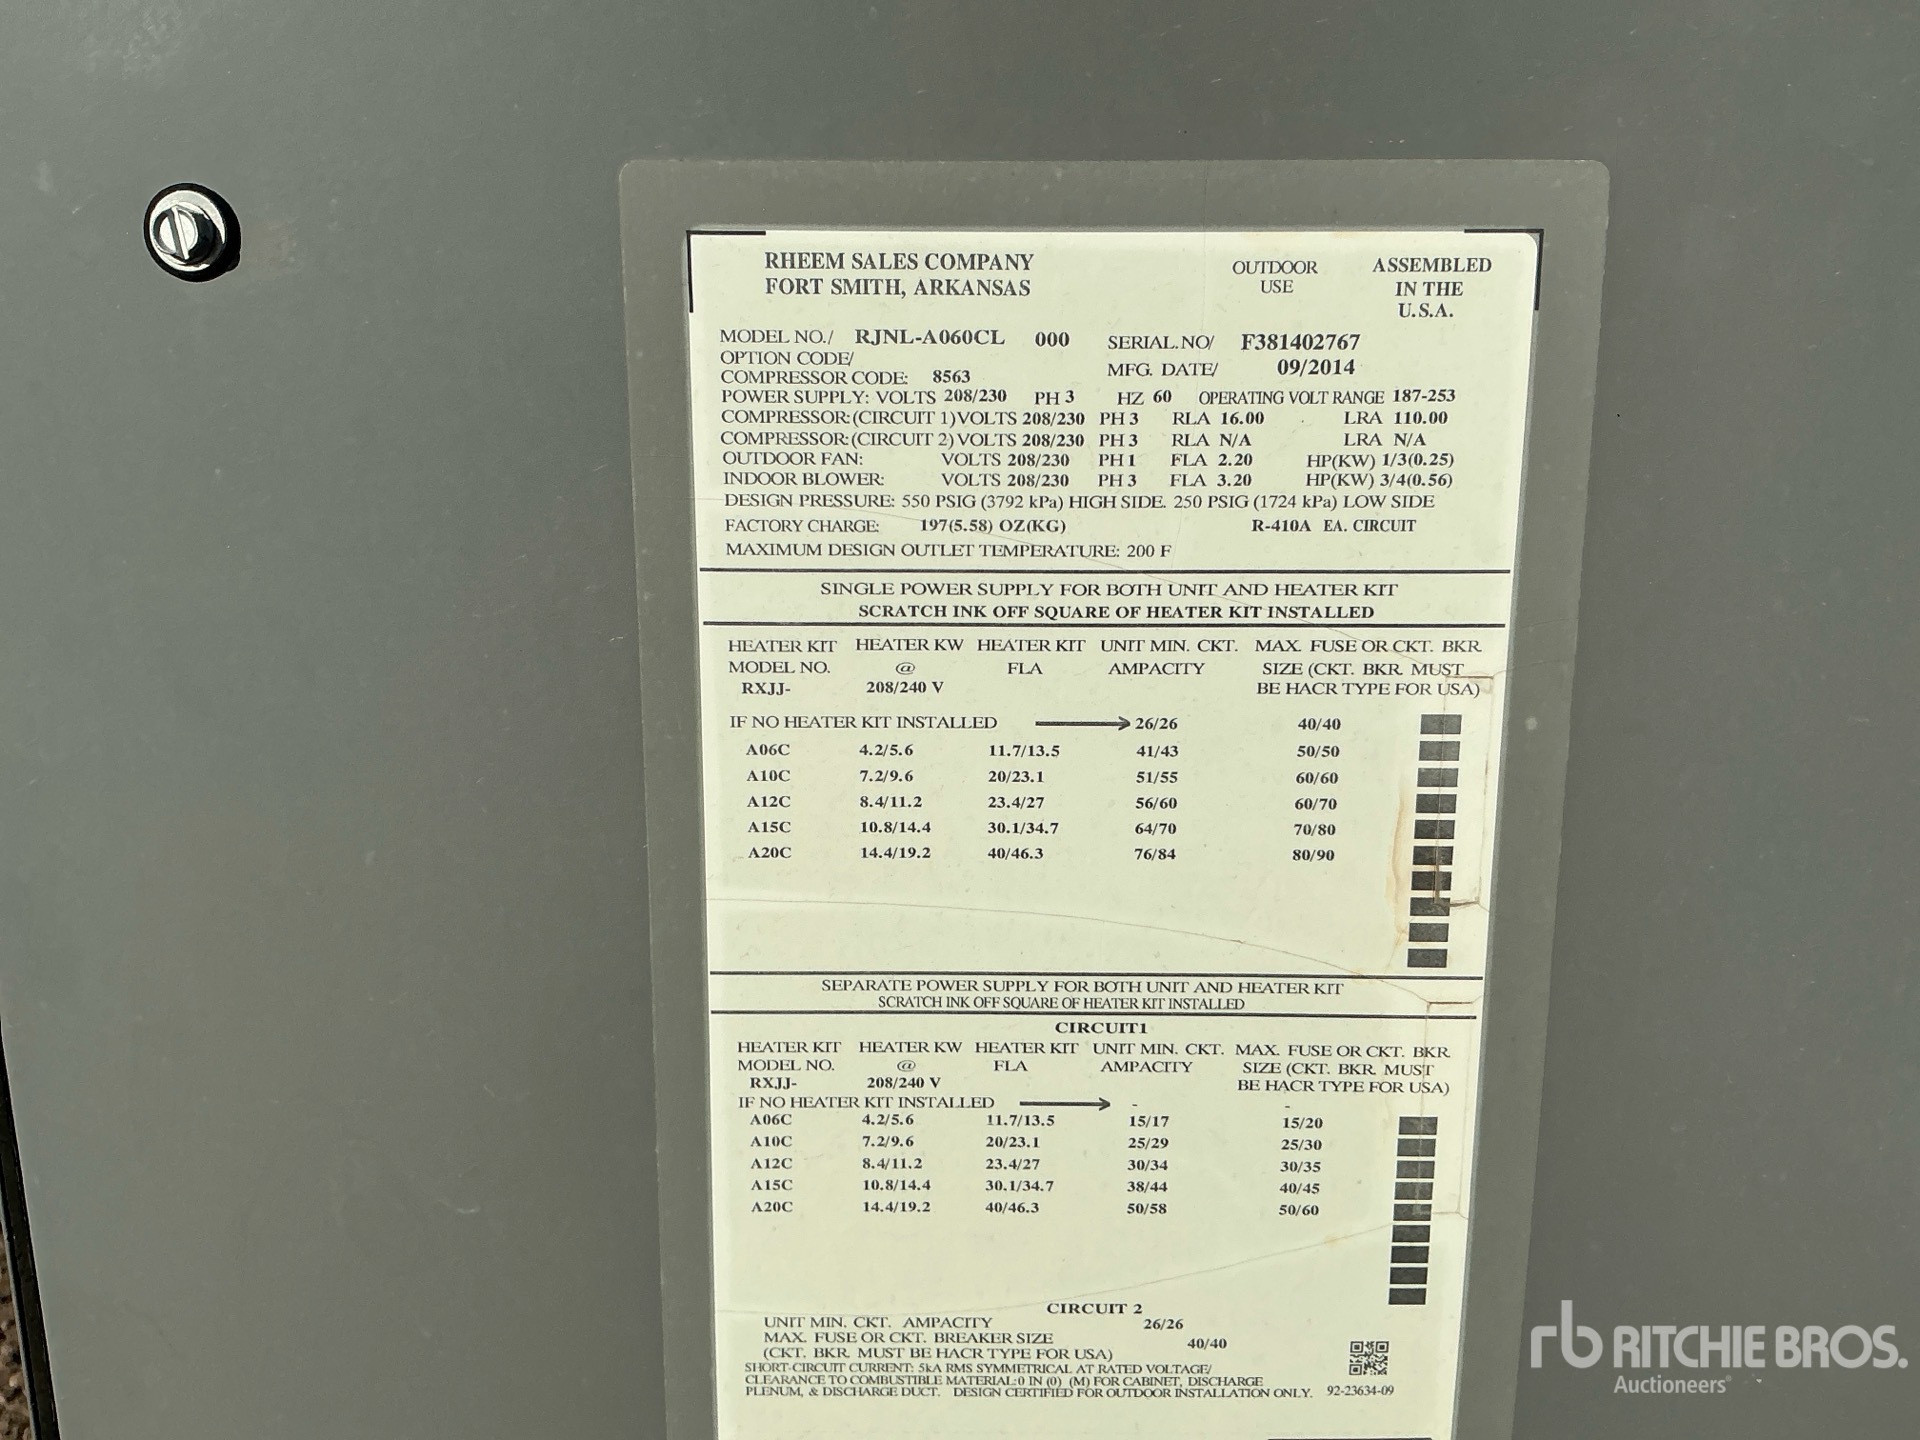 RHEEM SALES COMPANY
FORT SMITH, ARKANSAS
OUTDOOR USE
ASSEMBLED IN THE U.S.A.
MODEL NO./ RJNL-A060CL 000 SERIAL.NO/ F381402767
OPTION CODE/
MFG. DATE/ 09/2014
COMPRESSOR CODE: 8563
POWER SUPPLY: VOLTS 208/230 PH 3 HZ 60 OPERATING VOLT RANGE 187-253
COMPRESSOR:(CIRCUIT 1)VOLTS 208/230 PH 3 RLA 16.00 LRA 110.00
COMPRESSOR:(CIRCUIT 2)VOLTS 208/230 PH 3 RLA N/A LRA N/A
OUTDOOR FAN: VOLTS 208/230 PH 1 FLA 2.20 HP(KW) 1/3(0.25)
INDOOR BLOWER: VOLTS 208/230 PH 3 FLA 3.20 HP(KW) 3/4(0.56)
DESIGN PRESSURE: 550 PSIG (3792 kPa) HIGH SIDE. 250 PSIG (1724 kPa) LOW SIDE
FACTORY CHARGE: 197(5.58) OZ(KG) R-410A EA. CIRCUIT
MAXIMUM DESIGN OUTLET TEMPERATURE: 200 F
SINGLE POWER SUPPLY FOR BOTH UNIT AND HEATER KIT
SCRATCH INK OFF SQUARE OF HEATER KIT INSTALLED
HEATER KIT HEATER KW HEATER KIT UNIT MIN. CKT. MAX. FUSE OR CKT. BKR.
MODEL NO. @ FLA AMPACITY SIZE (CKT. BKR. MUST
RXJJ- 208/240 V BE HACR TYPE FOR USA)
IF NO HEATER KIT INSTALLED 26/26 40/40
A06C 4.2/5.6 11.7/13.5 41/43 50/50
A10C 7.2/9.6 20/23.1 51/55 60/60
A12C 8.4/11.2 23.4/27 56/60 60/70
A15C 10.8/14.4 30.1/34.7 64/70 70/80
A20C 14.4/19.2 40/46.3 76/84 80/90
SEPARATE POWER SUPPLY FOR BOTH UNIT AND HEATER KIT
SCRATCH INK OFF SQUARE OF HEATER KIT INSTALLED
CIRCUIT1
HEATER KIT HEATER KW HEATER KIT UNIT MIN. CKT. MAX. FUSE OR CKT. BKR.
MODEL NO. @ FLA AMPACITY SIZE (CKT. BKR. MUST
RXJJ- 208/240 V BE HACR TYPE FOR USA)
IF NO HEATER KIT INSTALLED - -
A06C 4.2/5.6 11.7/13.5 15/17 15/20
A10C 7.2/9.6 20/23.1 25/29 25/30
A12C 8.4/11.2 23.4/27 30/34 30/35
A15C 10.8/14.4 30.1/34.7 38/44 40/45
A20C 14.4/19.2 40/46.3 50/58 50/60
CIRCUIT 2
UNIT MIN. CKT. AMPACITY 26/26
MAX. FUSE OR CKT. BREAKER SIZE 40/40
(CKT. BKR. MUST BE HACR TYPE FOR USA)
SHORT-CIRCUIT CURRENT: 5kA RMS SYMMETRICAL AT RATED VOLTAGE/
CLEARANCE TO COMBUSTIBLE MATERIAL:0 IN (0) (M) FOR CABINET, DISCHARGE
PLENUM, & DISCHARGE DUCT. DESIGN CERTIFIED FOR OUTDOOR INSTALLATION ONLY. 92-23634-09
rb RITCHIE BROS.
Auctioneers